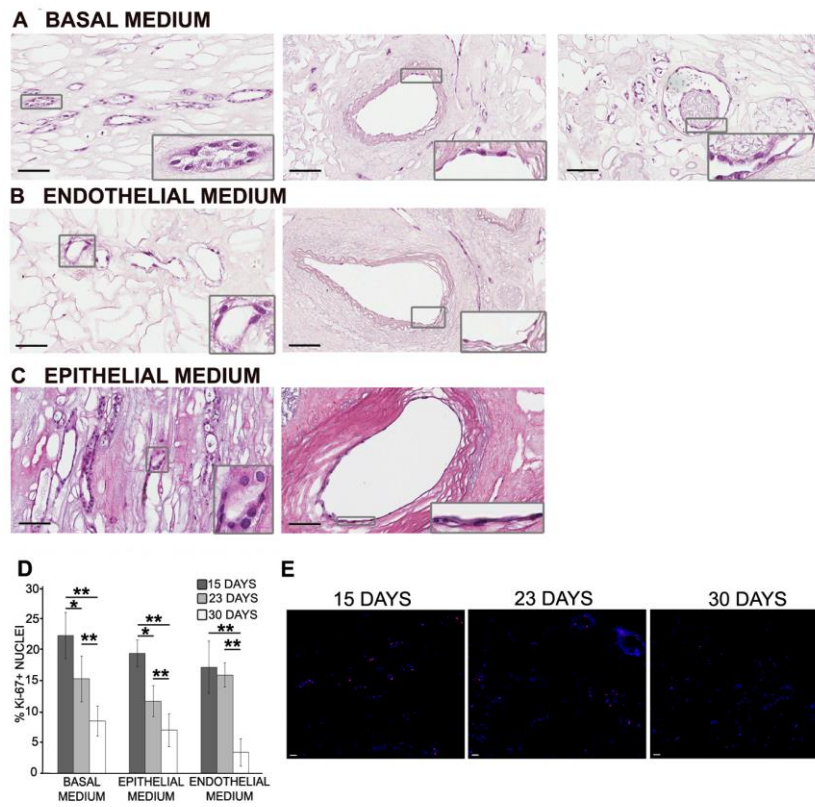 A BASAL MEDIUM
B ENDOTHELIAL MEDIUM
C EPITHELIAL MEDIUM
D
% Ki-67+ NUCLEI
30
25
20
15
10
5
0
15 DAYS
23 DAYS
30 DAYS
** 
*
**
**
*
**
**
**
BASAL MEDIUM
EPITHELIAL MEDIUM
ENDOTHELIAL MEDIUM
E
15 DAYS
23 DAYS
30 DAYS